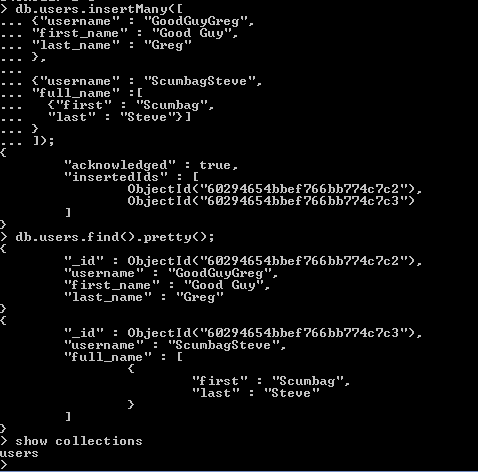 > db.users.insertMany([
... {"username" : "GoodGuyGreg",
... "first_name" : "Good Guy",
... "last_name" : "Greg"
... },
...
... {"username" : "ScumbagSteve",
... "full_name" :[
...   {"first" : "Scumbag",
...   "last" : "Steve"}]
... }
... ]);
{
        "acknowledged" : true,
        "insertedIds" : [
                ObjectId("60294654bbef766bb774c7c2"),
                ObjectId("60294654bbef766bb774c7c3")
        ]
}
> db.users.find().pretty();
{
        "_id" : ObjectId("60294654bbef766bb774c7c2"),
        "username" : "GoodGuyGreg",
        "first_name" : "Good Guy",
        "last_name" : "Greg"
}
{
        "_id" : ObjectId("60294654bbef766bb774c7c3"),
        "username" : "ScumbagSteve",
        "full_name" : [
                {
                        "first" : "Scumbag",
                        "last" : "Steve"
                }
        ]
}
> show collections
users
>